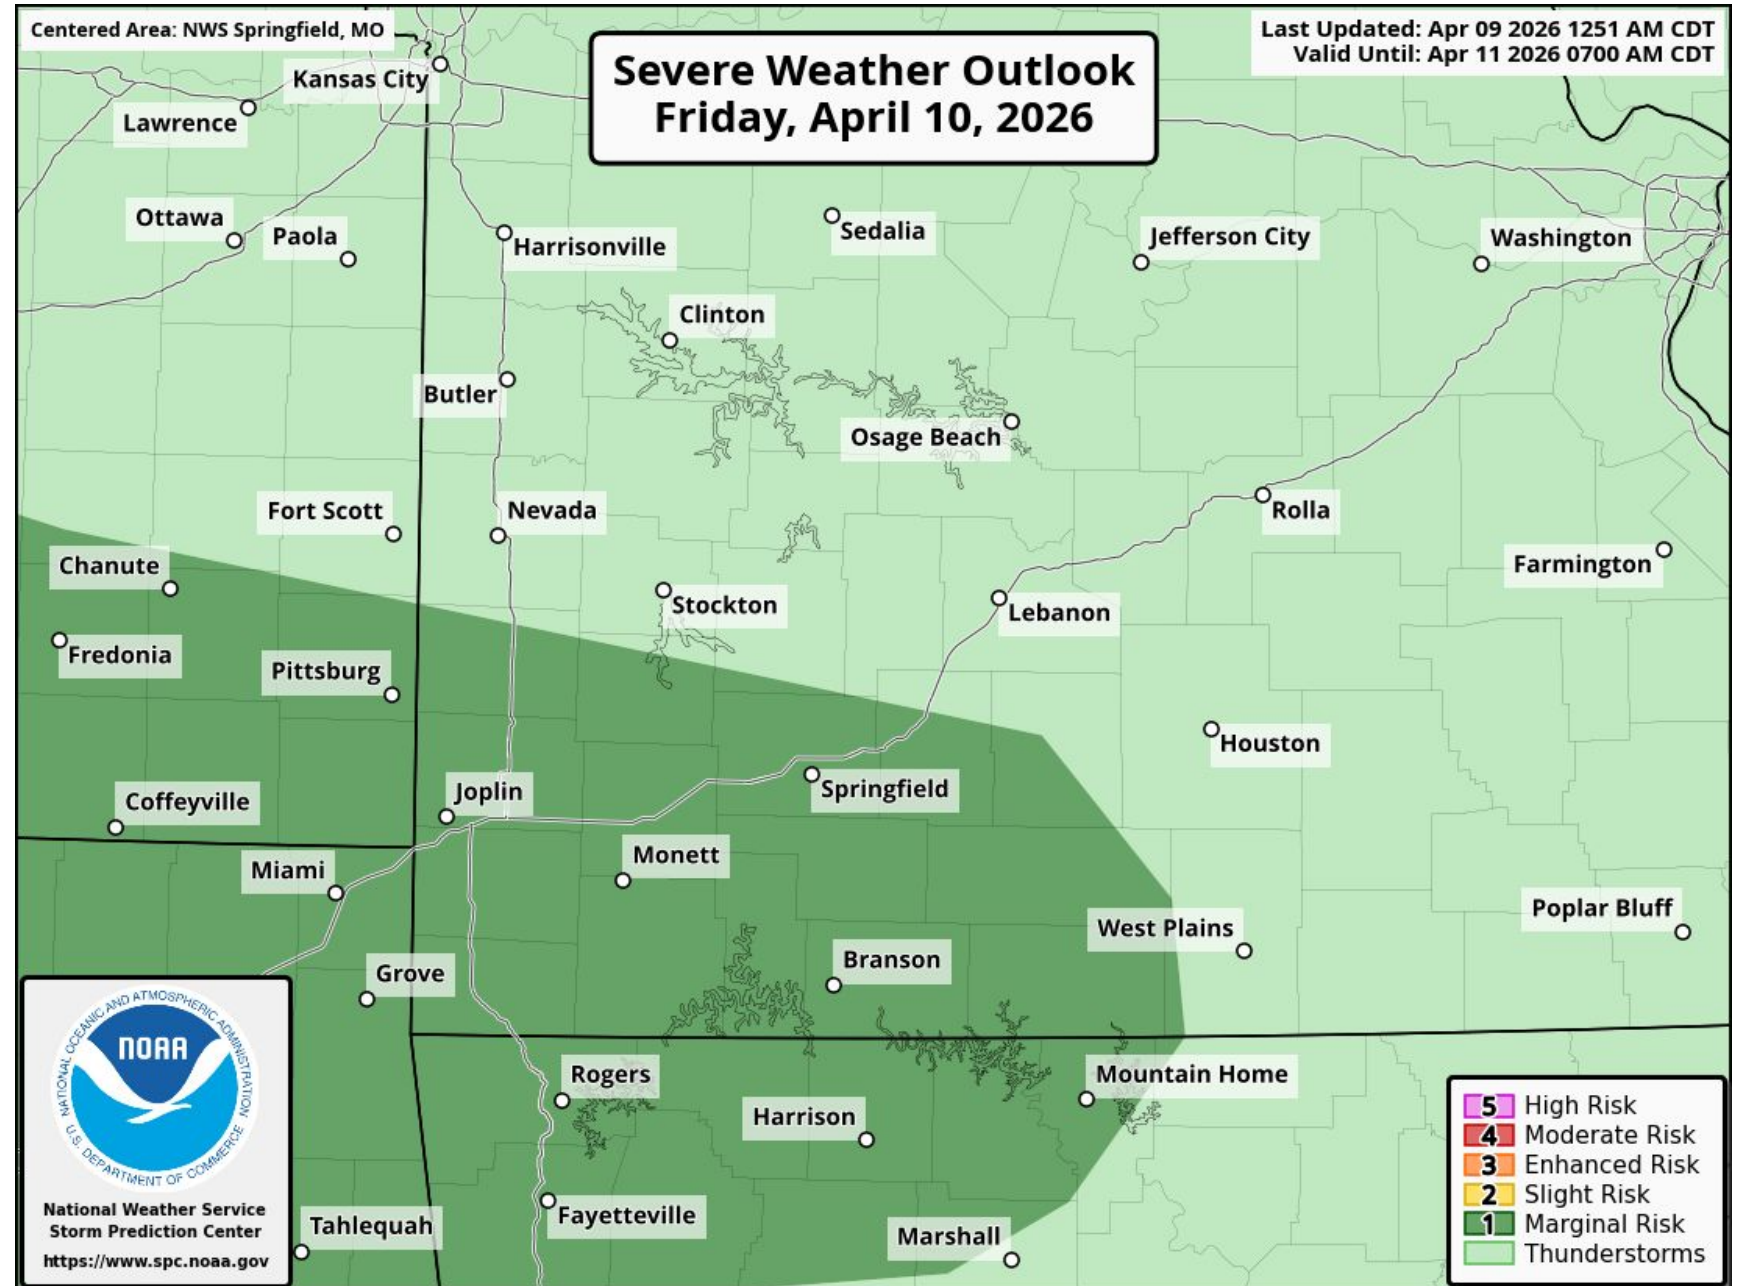 Centered Area: NWS Springfield, MO
Last Updated: Apr 09 2026 1251 AM CDT
Valid Until: Apr 11 2026 0700 AM CDT
Severe Weather Outlook
Friday, April 10, 2026
Kansas City
Lawrence
Ottawa
Paola
Harrisonville
Sedalia
Jefferson City
Washington
Clinton
Butler
Osage Beach
Fort Scott
Nevada
Rolla
Chanute
Farmington
Stockton
Lebanon
Fredonia
Pittsburg
Houston
Coffeyville
Joplin
Springfield
Miami
Monett
West Plains
Poplar Bluff
Grove
Branson
Rogers
Mountain Home
Harrison
Fayetteville
Tahlequah
Marshall
NATIONAL OCEANIC AND ATMOSPHERIC ADMINISTRATION
NOAA
U.S. DEPARTMENT OF COMMERCE
National Weather Service
Storm Prediction Center
https://www.spc.noaa.gov
5 High Risk
4 Moderate Risk
3 Enhanced Risk
2 Slight Risk
1 Marginal Risk
Thunderstorms